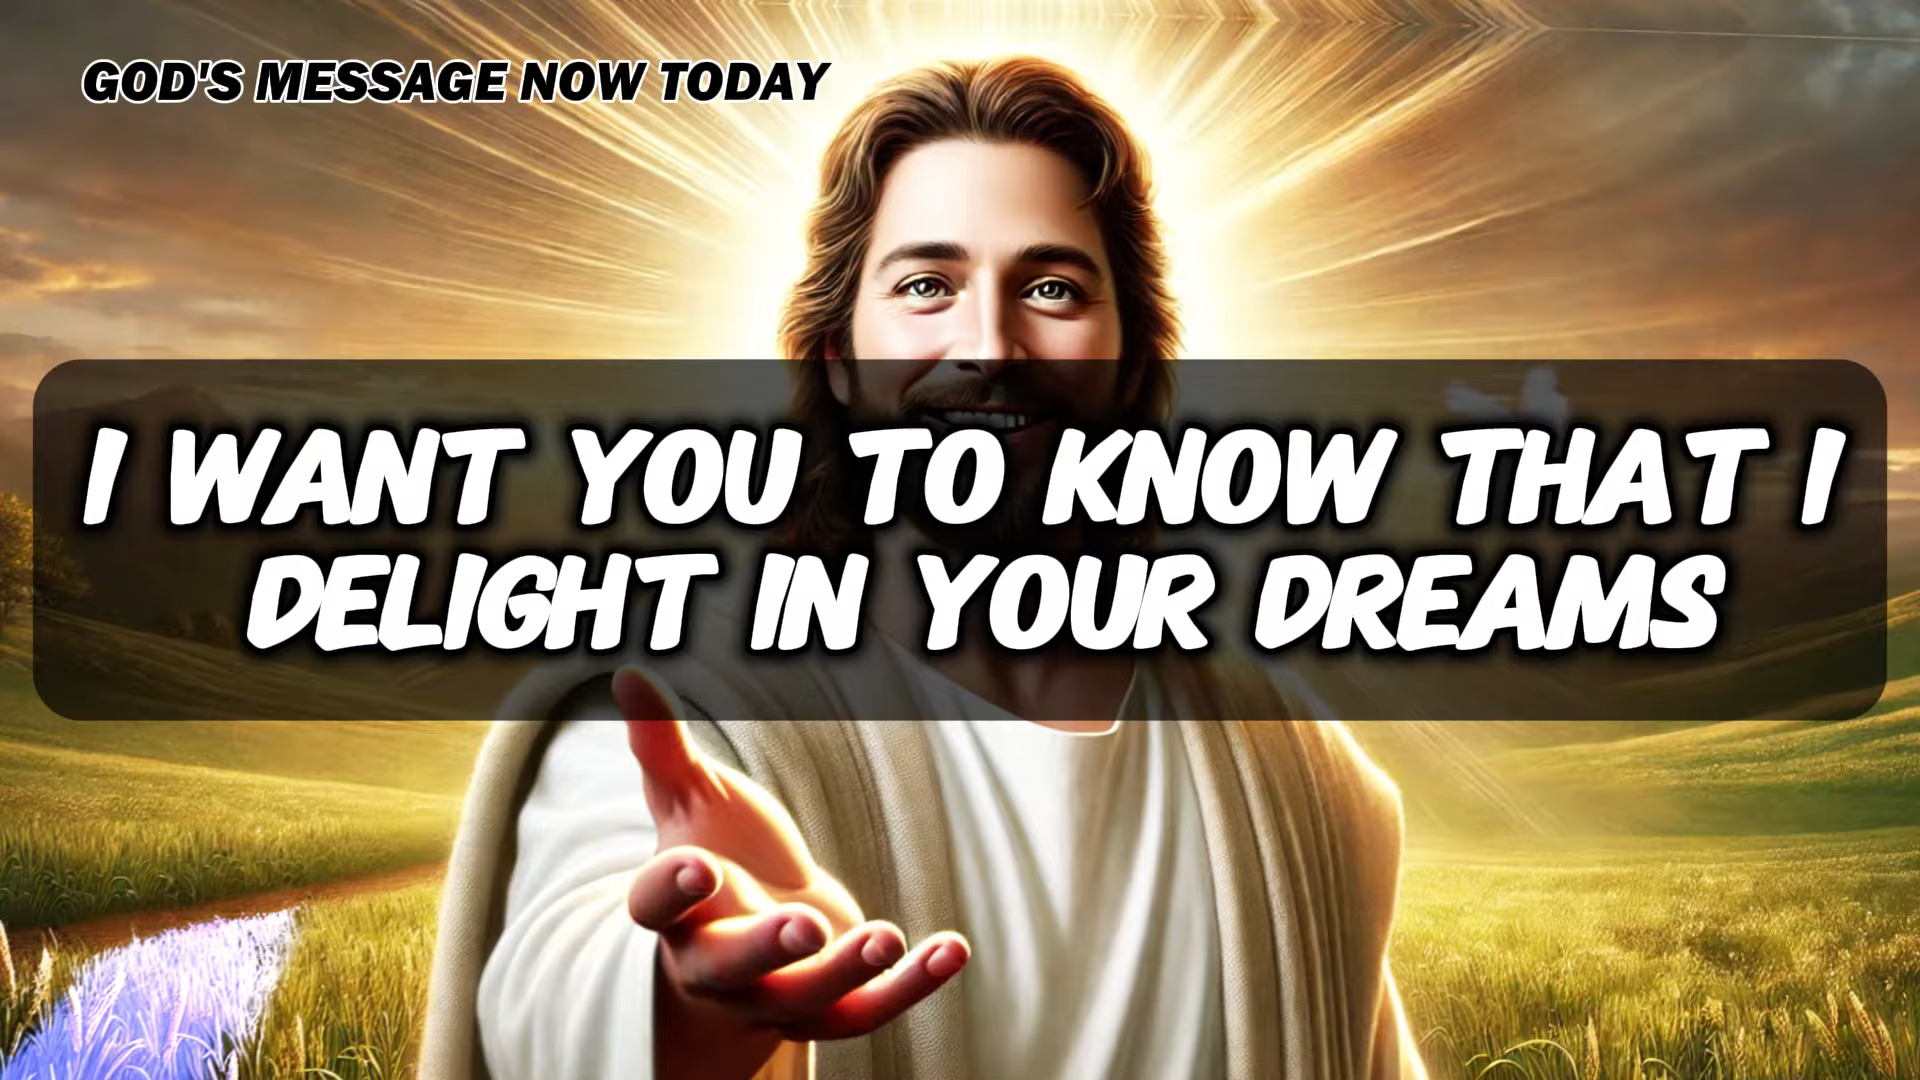 GOD'S MESSAGE NOW TODAY
I WANT YOU TO KNOW THAT I
DELIGHT IN YOUR DREAMS